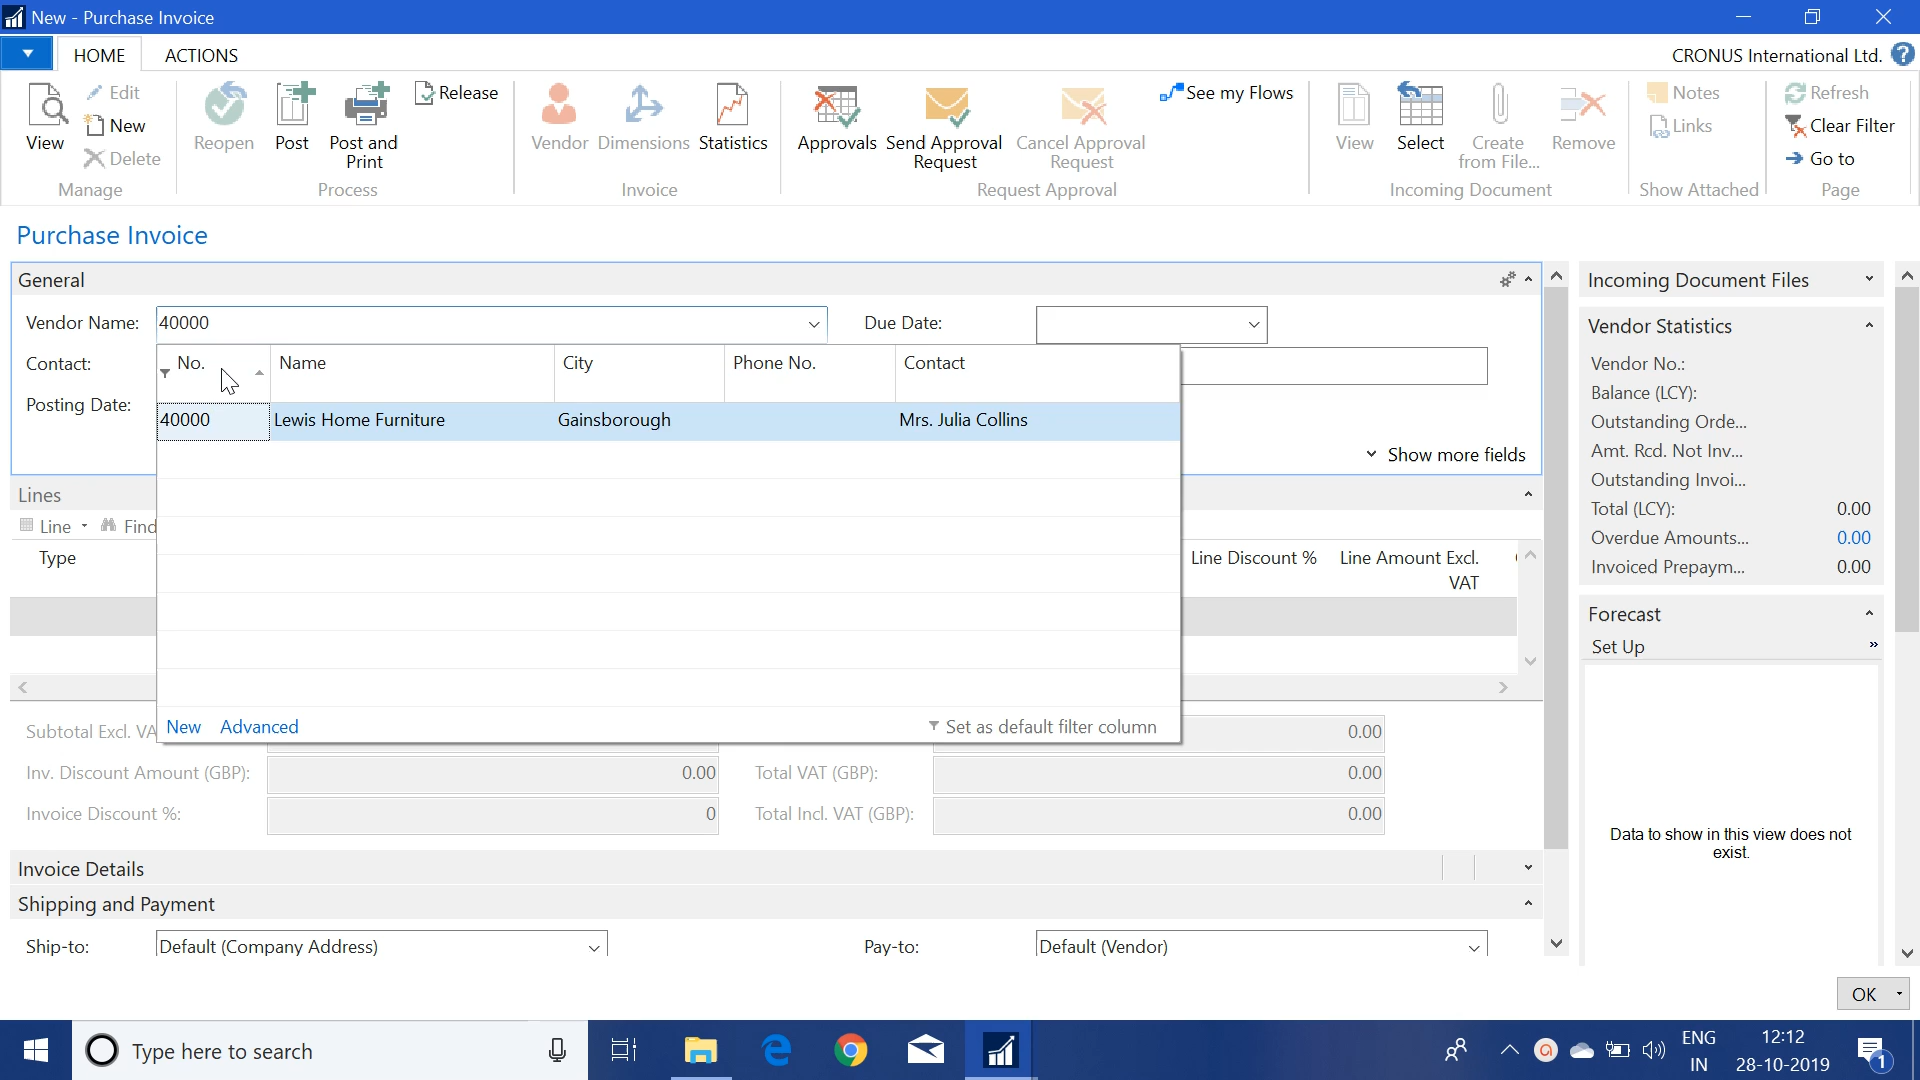 New - Purchase Invoice
HOME
ACTIONS
CRONUS International Ltd.
View
Edit
New
Delete
Manage
Reopen
Post
Post and
Print
Release
Process
Vendor
Dimensions
Statistics
Invoice
Approvals
Send Approval
Request
Cancel Approval
Request
See my Flows
Request Approval
View
Select
Create
from File...
Remove
Incoming Document
Notes
Links
Show Attached
Refresh
Clear Filter
Go to
Page
Purchase Invoice
General
Vendor Name: 40000
Due Date:
Contact:
Posting Date:
No. Name City Phone No. Contact
40000 Lewis Home Furniture Gainsborough Mrs. Julia Collins
Show more fields
Lines
Line Find
Type
Line Discount % Line Amount Excl.
VAT
New Advanced Set as default filter column
Subtotal Excl. VA 0.00
Inv. Discount Amount (GBP): 0.00 Total VAT (GBP): 0.00
Invoice Discount %: 0 Total Incl. VAT (GBP): 0.00
Invoice Details
Shipping and Payment
Ship-to: Default (Company Address) Pay-to: Default (Vendor)
Incoming Document Files
Vendor Statistics
Vendor No.:
Balance (LCY):
Outstanding Orde...
Amt. Rcd. Not Inv...
Outstanding Invoi...
Total (LCY): 0.00
Overdue Amounts... 0.00
Invoiced Prepaym... 0.00
Forecast
Set Up
Data to show in this view does not
exist.
OK
Type here to search
ENG
IN
12:12
28-10-2019
1